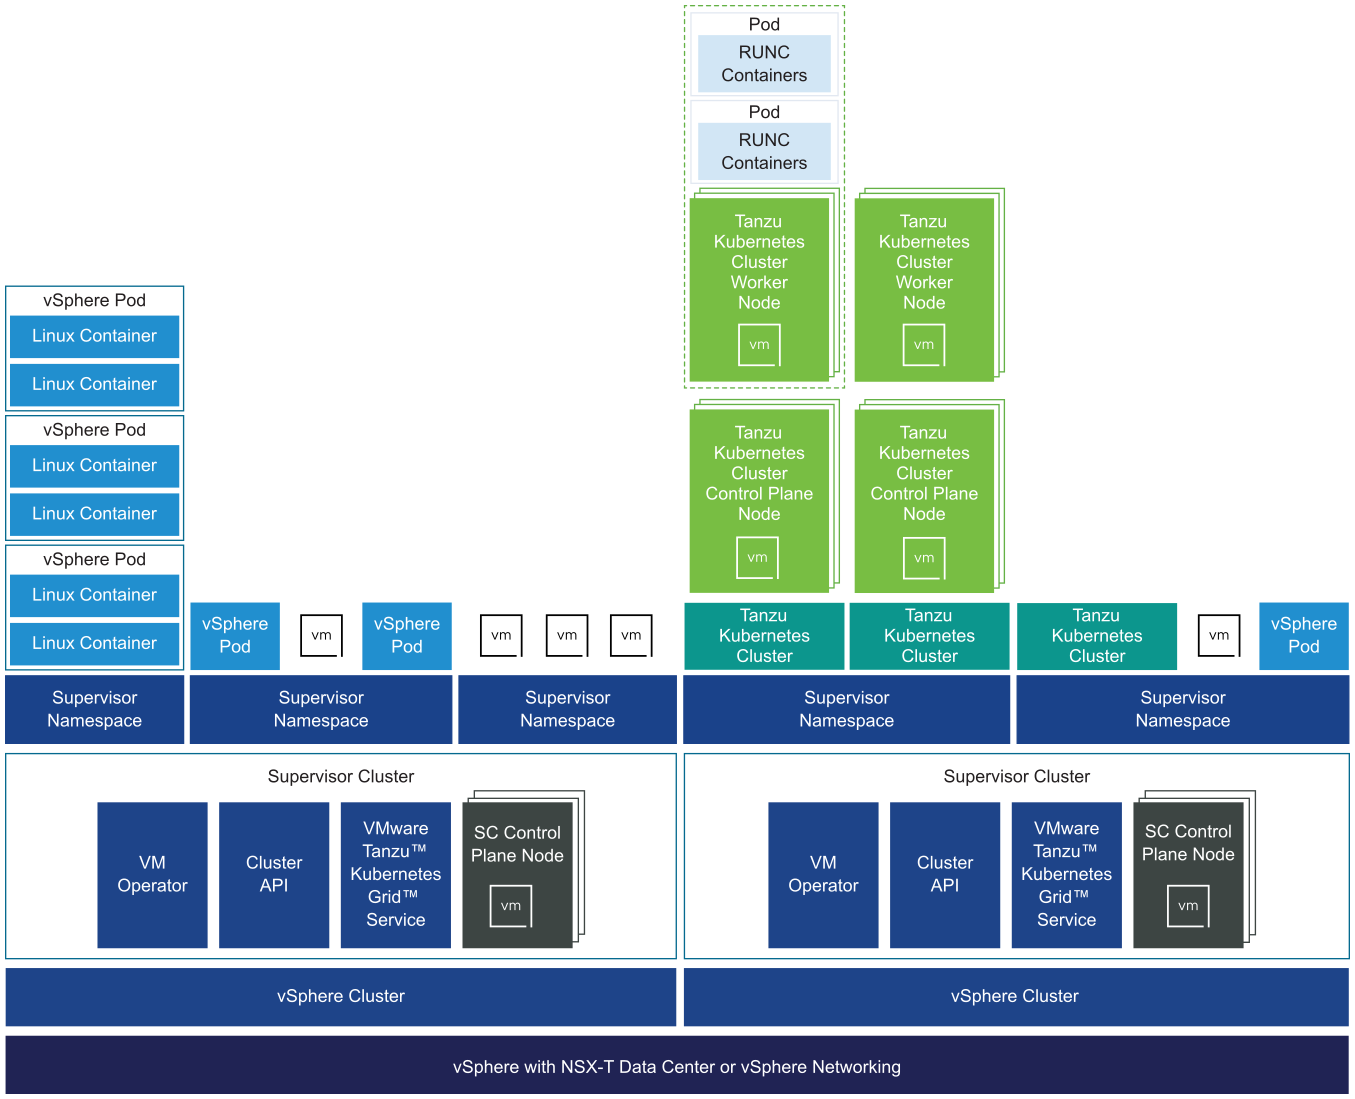 Pod
RUNC
Containers
Pod
RUNC
Containers
Tanzu
Kubernetes
Cluster
Worker
Node
vm
Tanzu
Kubernetes
Cluster
Worker
Node
vm
vSphere Pod
Linux Container
Linux Container
vSphere Pod
Linux Container
Linux Container
vSphere Pod
Linux Container
Linux Container
Tanzu
Kubernetes
Cluster
Control Plane
Node
vm
Tanzu
Kubernetes
Cluster
Control Plane
Node
vm
vSphere
Pod
vm
vSphere
Pod
vm
vm
vm
Tanzu
Kubernetes
Cluster
Tanzu
Kubernetes
Cluster
Tanzu
Kubernetes
Cluster
vm
vSphere
Pod
Supervisor
Namespace
Supervisor
Namespace
Supervisor
Namespace
Supervisor
Namespace
Supervisor
Namespace
Supervisor Cluster
VM
Operator
Cluster
API
VMware
Tanzu™
Kubernetes
Grid™
Service
SC Control
Plane Node
vm
Supervisor Cluster
VM
Operator
Cluster
API
VMware
Tanzu™
Kubernetes
Grid™
Service
SC Control
Plane Node
vm
vSphere Cluster
vSphere Cluster
vSphere with NSX-T Data Center or vSphere Networking